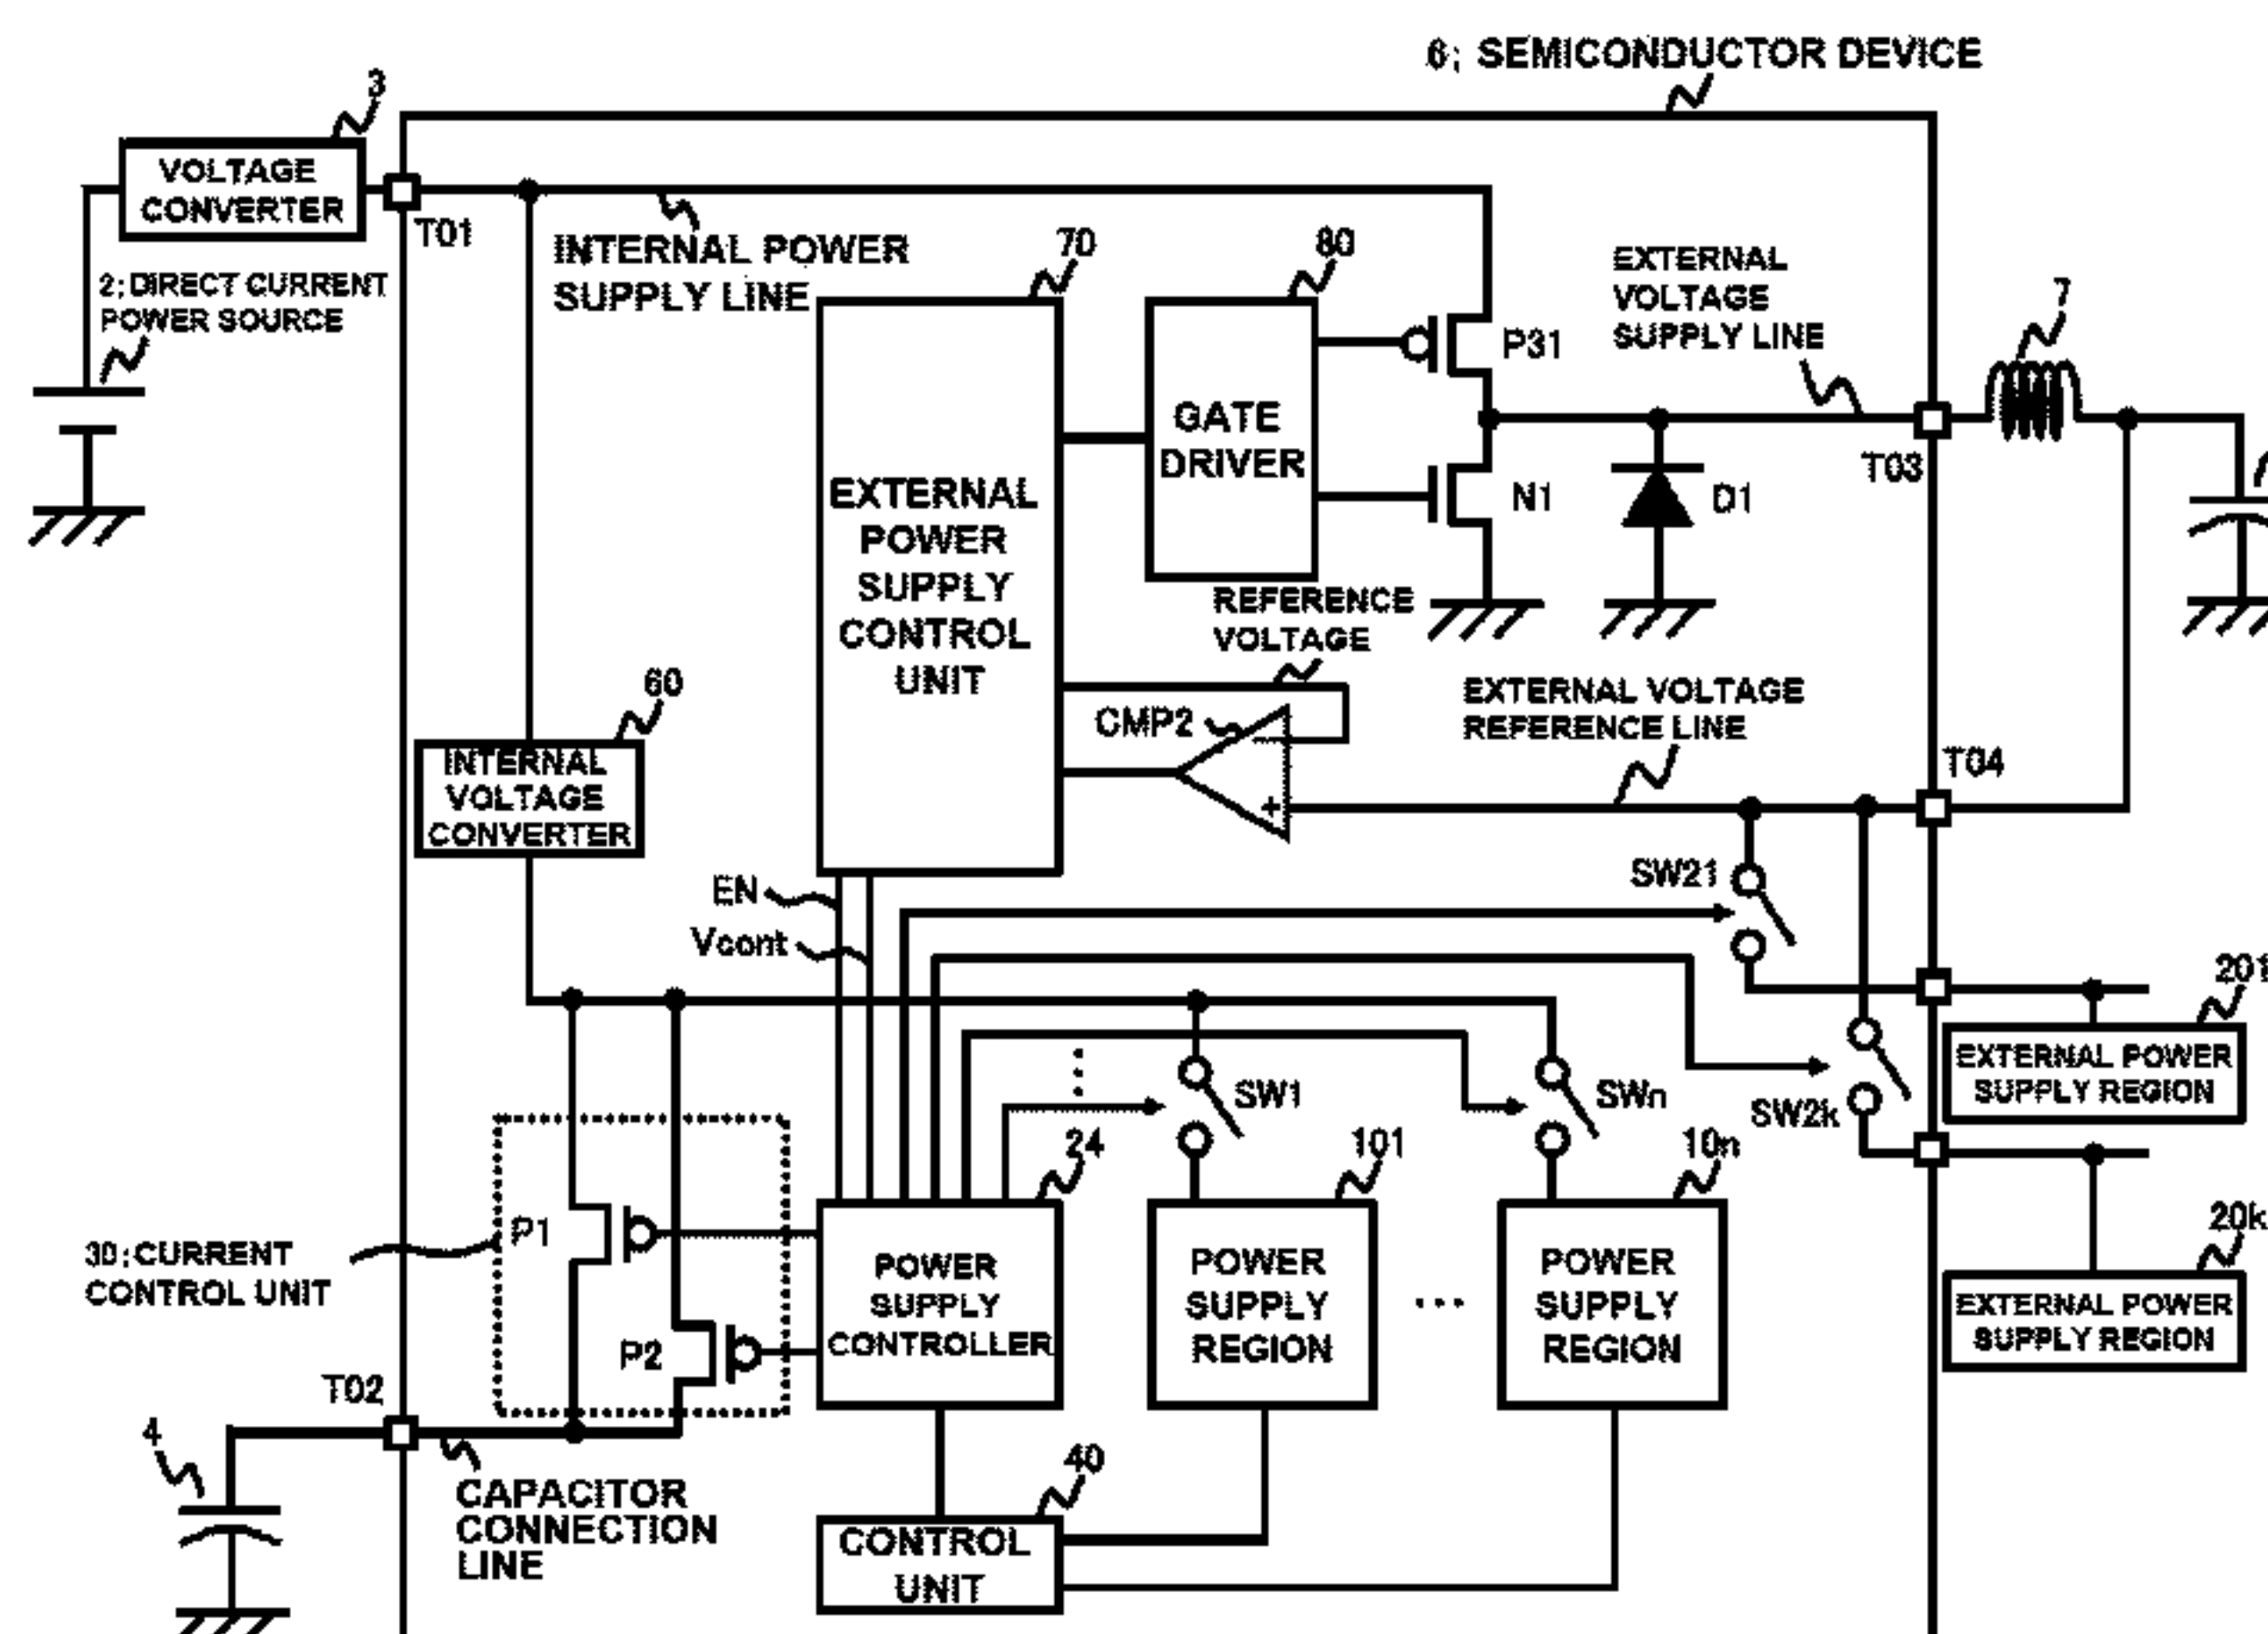 6; SEMICONDUCTOR DEVICE
3
VOLTAGE
CONVERTER
T01
2; DIRECT CURRENT
POWER SOURCE
INTERNAL POWER
SUPPLY LINE
70
80
EXTERNAL
VOLTAGE
SUPPLY LINE
7
P31
GATE
DRIVER
T03
N1
D1
EXTERNAL
POWER
SUPPLY
CONTROL
UNIT
REFERENCE
VOLTAGE
60
EXTERNAL VOLTAGE
REFERENCE LINE
CMP2
−
+
T04
INTERNAL
VOLTAGE
CONVERTER
EN
Vcont
SW21
201
EXTERNAL POWER
SUPPLY REGION
SW1
SWn
SW2k
24
101
10n
P1
30; CURRENT
CONTROL UNIT
POWER
SUPPLY
CONTROLLER
POWER
SUPPLY
REGION
...
POWER
SUPPLY
REGION
20k
EXTERNAL POWER
SUPPLY REGION
P2
T02
4
CAPACITOR
CONNECTION
LINE
40
CONTROL
UNIT